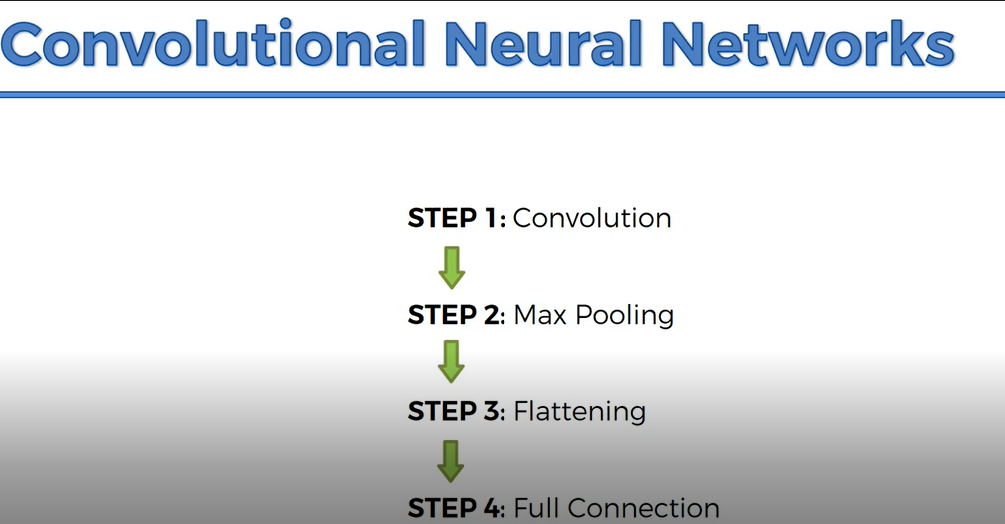 Convolutional Neural Networks
STEP 1: Convolution
STEP 2: Max Pooling
STEP 3: Flattening
STEP 4: Full Connection